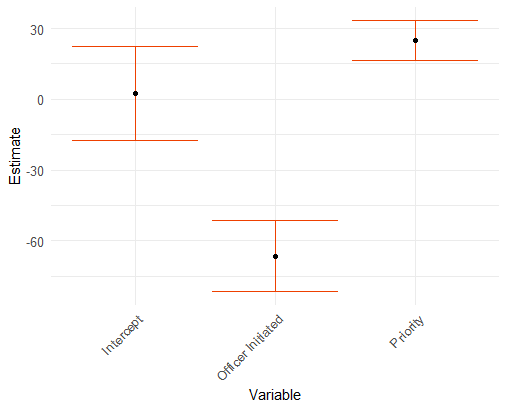 30
0
-30
-60
Estimate
Intercept
Officer Initiated
Priority
Variable